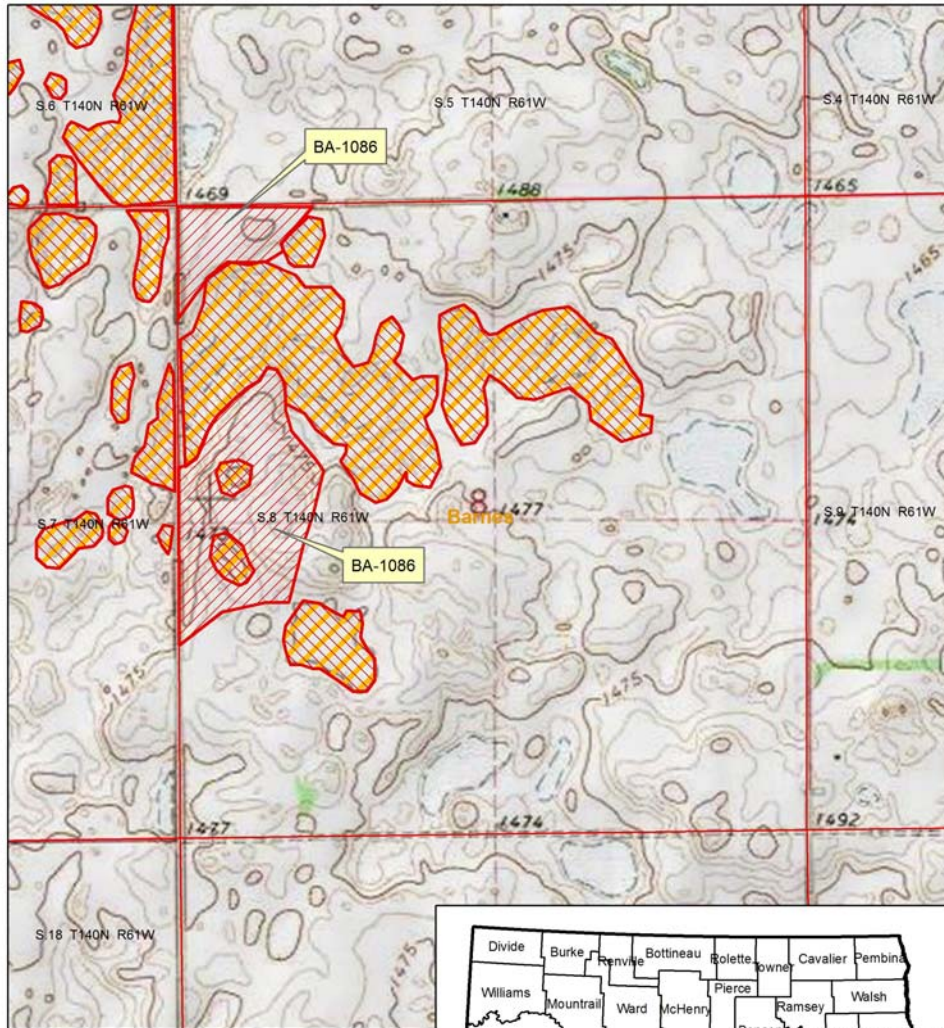 S.6 T140N R61W
S.5 T140N R61W
S.4 T140N R61W
BA-1086
1469
1488
1465
1475
1465
1475
S.7 T140N R61W
1473
S.8 T140N R61W
8
1477
Barnes
1474
S.9 T140N R61W
BA-1086
1475
1475
1477
1474
1492
S.18 T140N R61W
Divide
Burke
Renville
Bottineau
Rolette
Towner
Cavalier
Pembina
Pierce
Williams
Mountrail
Ward
McHenry
Ramsey
Walsh